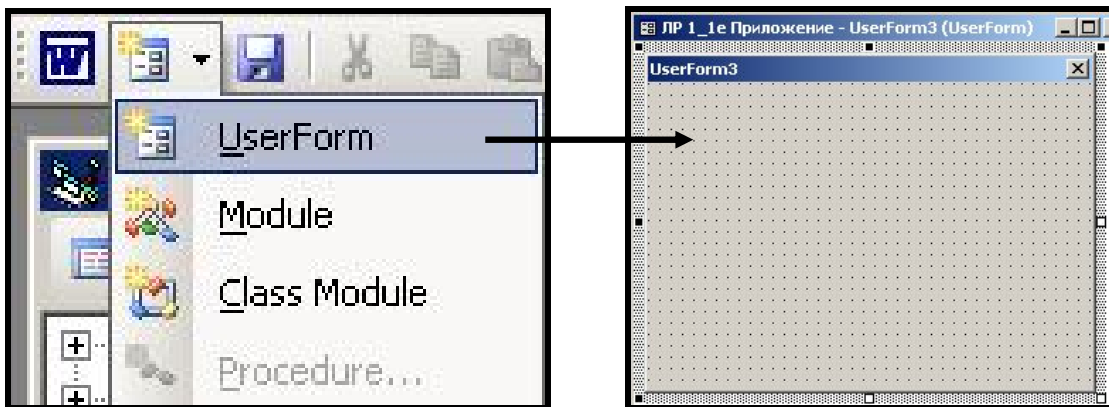 W
UserForm
Module
Class Module
Procedure...
ЛР 1_1е Приложение - UserForm3 (UserForm)
UserForm3